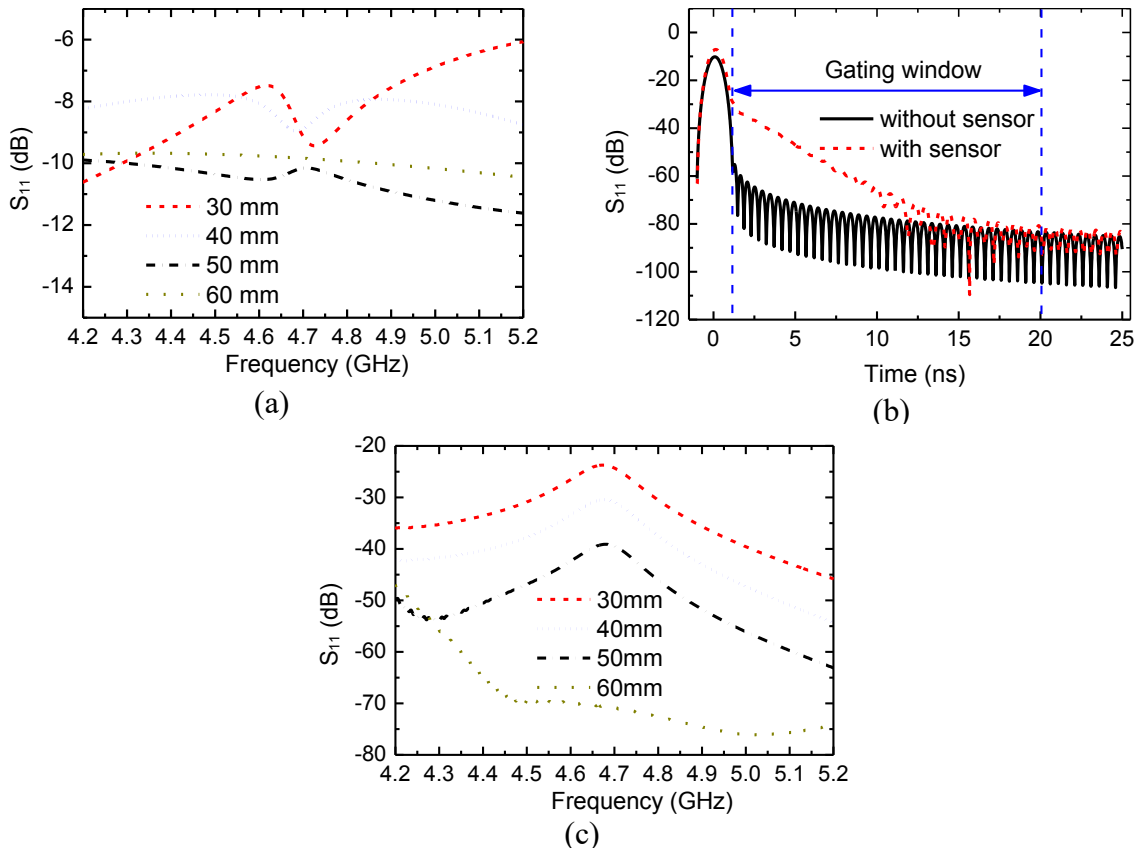 -6
-8
-10
-12
-14
S11 (dB)
30 mm
40 mm
50 mm
60 mm
4.2 4.3 4.4 4.5 4.6 4.7 4.8 4.9 5.0 5.1 5.2
Frequency (GHz)
(a)
0
-20
-40
-60
-80
-100
-120
S11 (dB)
Gating window
without sensor
with sensor
0 5 10 15 20 25
Time (ns)
(b)
-20
-30
-40
-50
-60
-70
-80
S11 (dB)
30mm
40mm
50mm
60mm
4.2 4.3 4.4 4.5 4.6 4.7 4.8 4.9 5.0 5.1 5.2
Frequency (GHz)
(c)